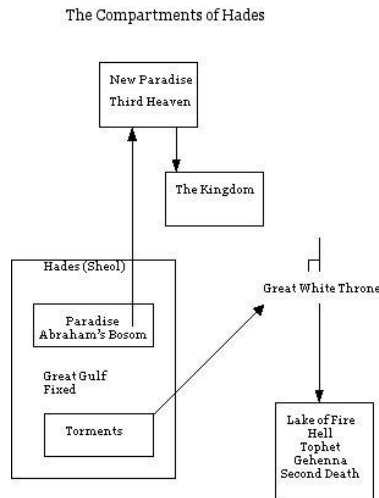 The Compartments of Hades
New Paradise
Third Heaven
The Kingdom
Hades (Sheol)
Great White Throne
Paradise
Abraham's Bosom
Great Gulf
Fixed
Torments
Lake of Fire
Hell
Tophet
Gehenna
Second Death